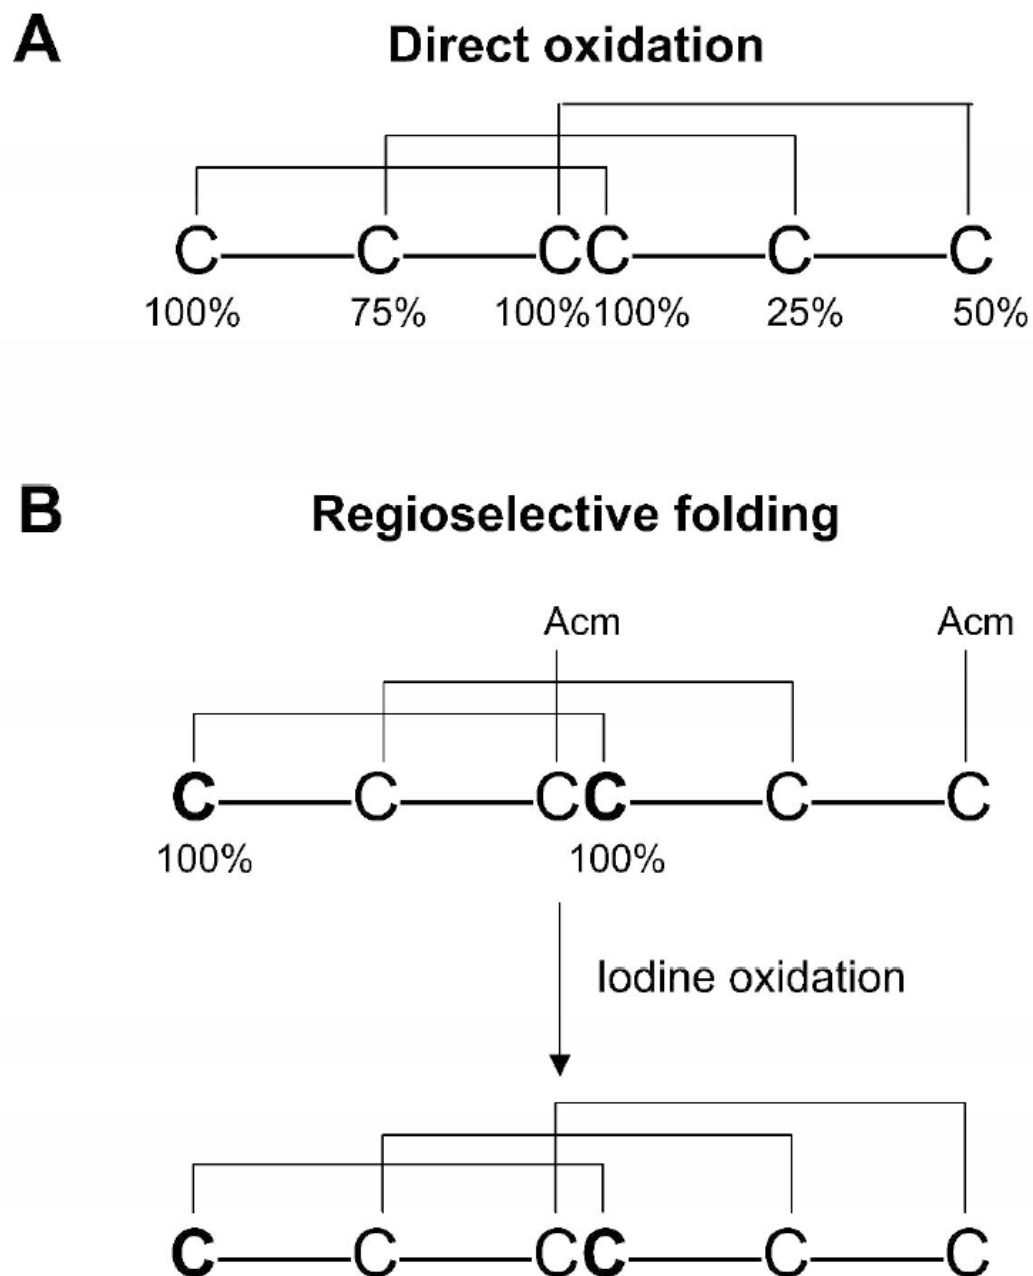 A
Direct oxidation
C C CC C C
100% 75% 100% 100% 25% 50%
B
Regioselective folding
Acm Acm
C C CC C C
100% 100%
Iodine oxidation
C C CC C C